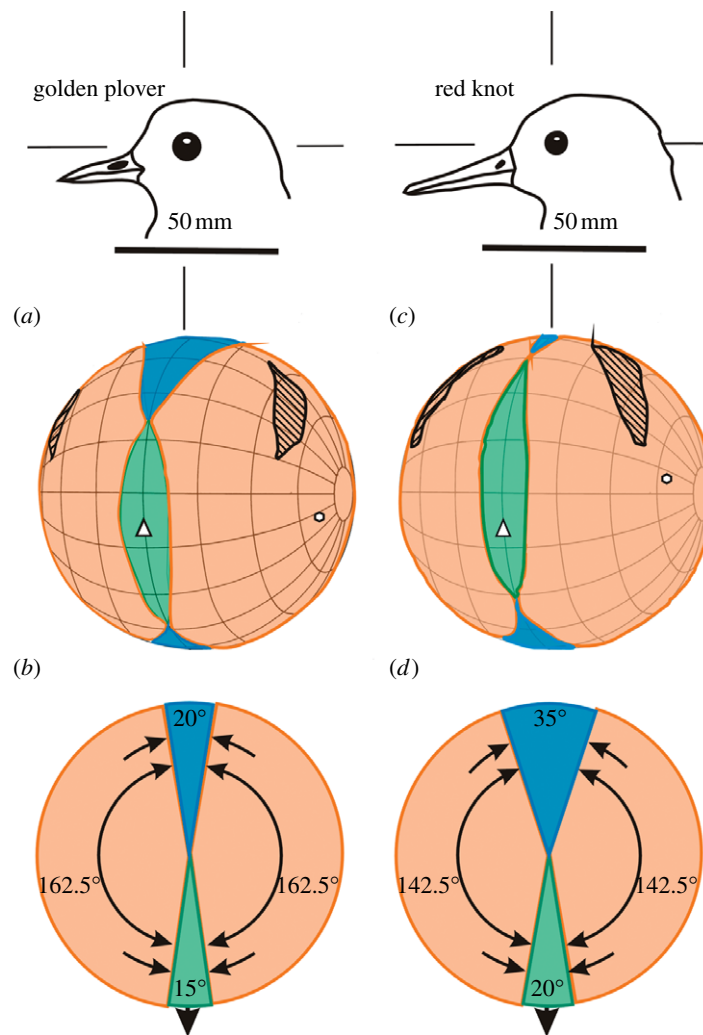 golden plover
red knot
50 mm
50 mm
(a)
(c)
(b)
(d)
20°
35°
162.5°
162.5°
142.5°
142.5°
15°
20°